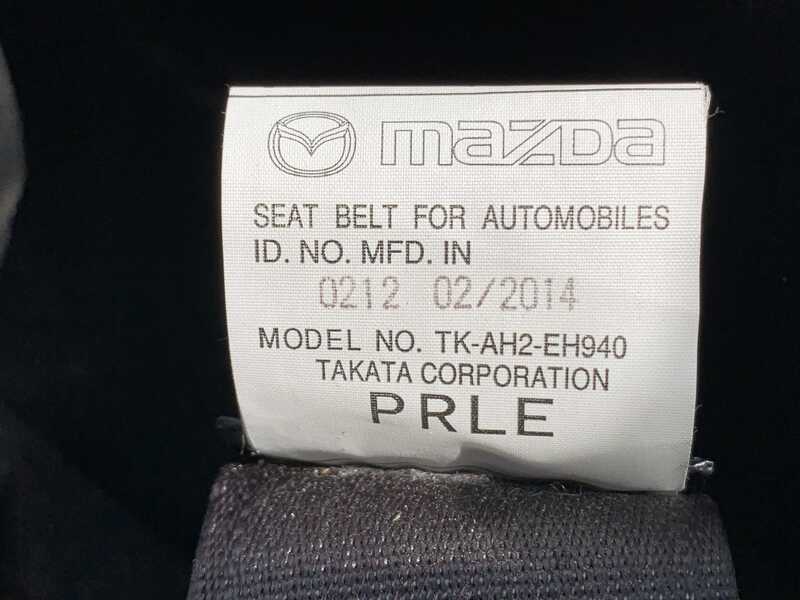 mazda
SEAT BELT FOR AUTOMOBILES
ID. NO. MFD. IN
0212 02/2014
MODEL NO. TK-AH2-EH940
TAKATA CORPORATION
PRLE